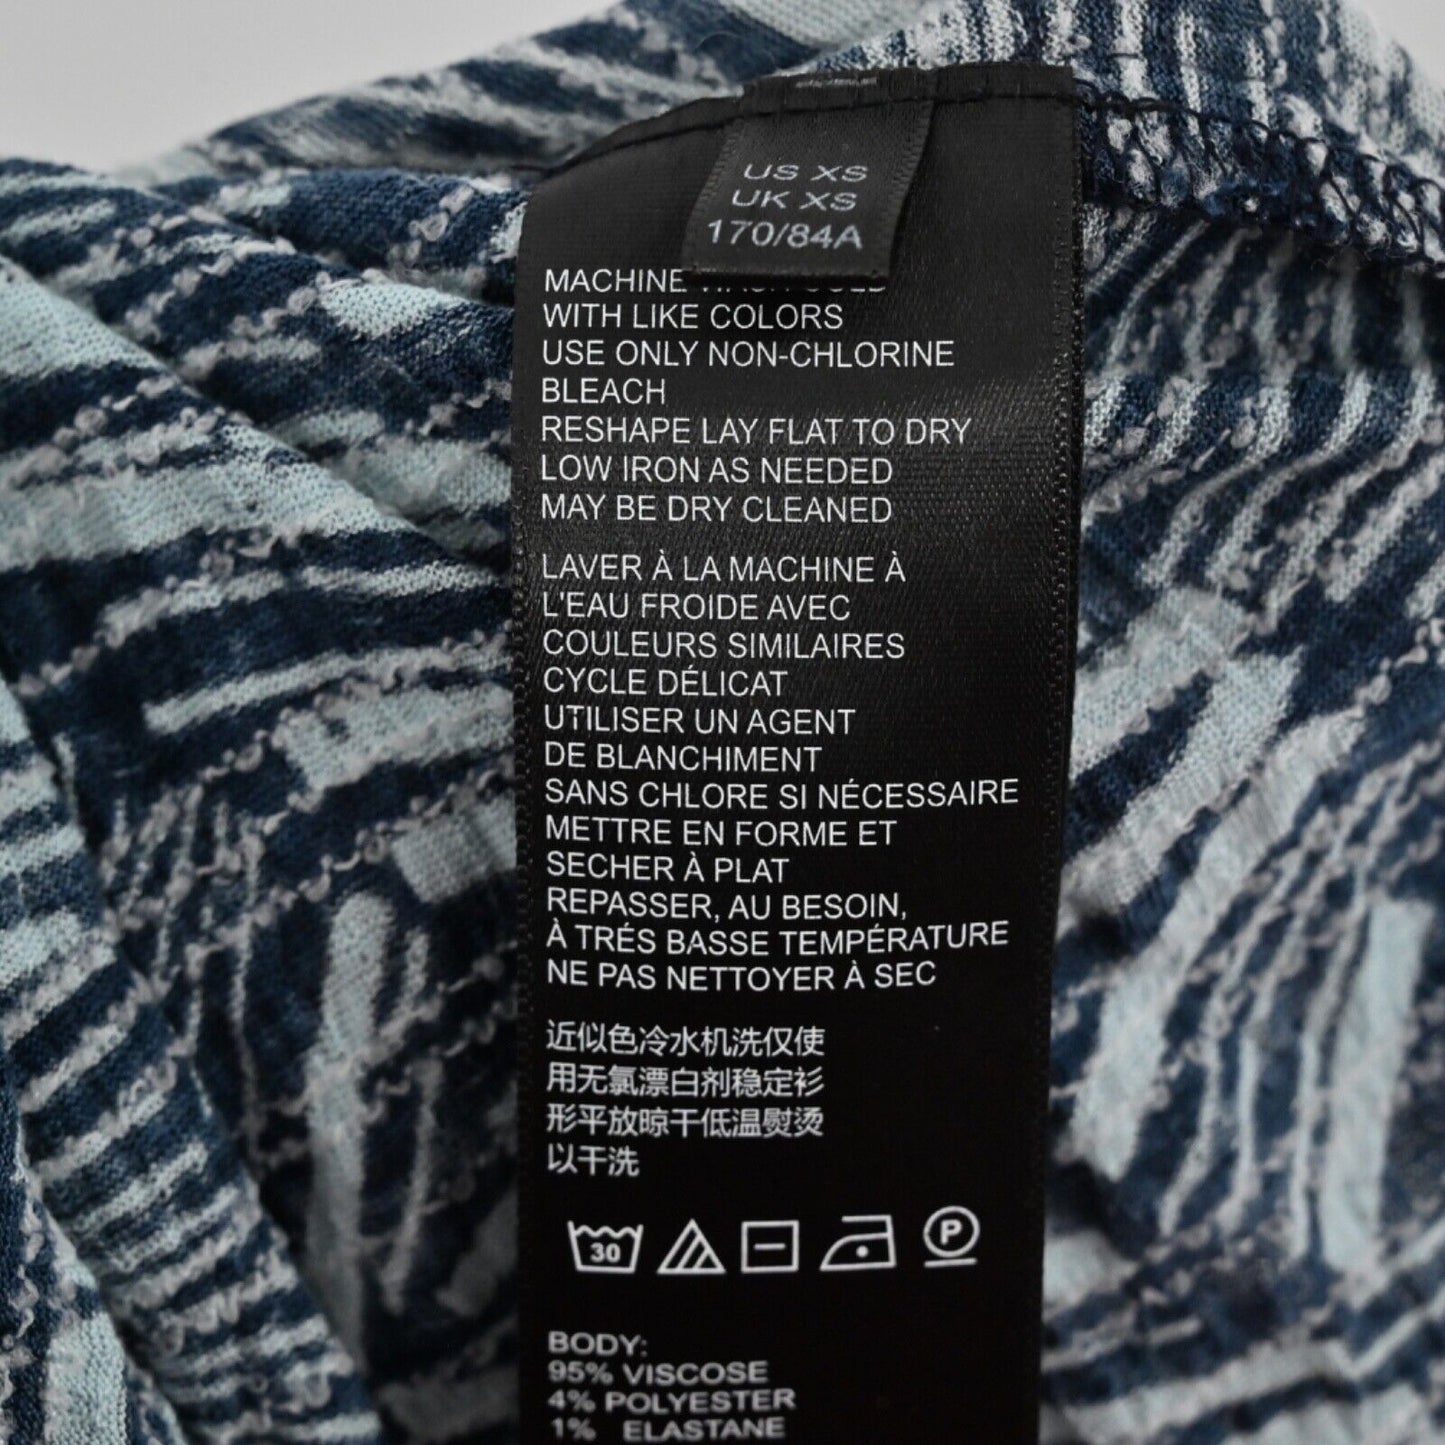 US XS
UK XS
170/84A
MACHINE
WITH LIKE COLORS
USE ONLY NON-CHLORINE
BLEACH
RESHAPE LAY FLAT TO DRY
LOW IRON AS NEEDED
MAY BE DRY CLEANED
LAVER À LA MACHINE À
L'EAU FROIDE AVEC
COULEURS SIMILAIRES
CYCLE DÉLICAT
UTILISER UN AGENT
DE BLANCHIMENT
SANS CHLORE SI NÉCESSAIRE
METTRE EN FORME ET
SECHER À PLAT
REPASSER, AU BESOIN,
À TRÉS BASSE TEMPÉRATURE
NE PAS NETTOYER À SEC
近似色冷水机洗仅使
用无氯漂白剂稳定衫
形平放晾干低温熨烫
以干洗
30 P
BODY:
95% VISCOSE
4% POLYESTER
1% ELASTANE